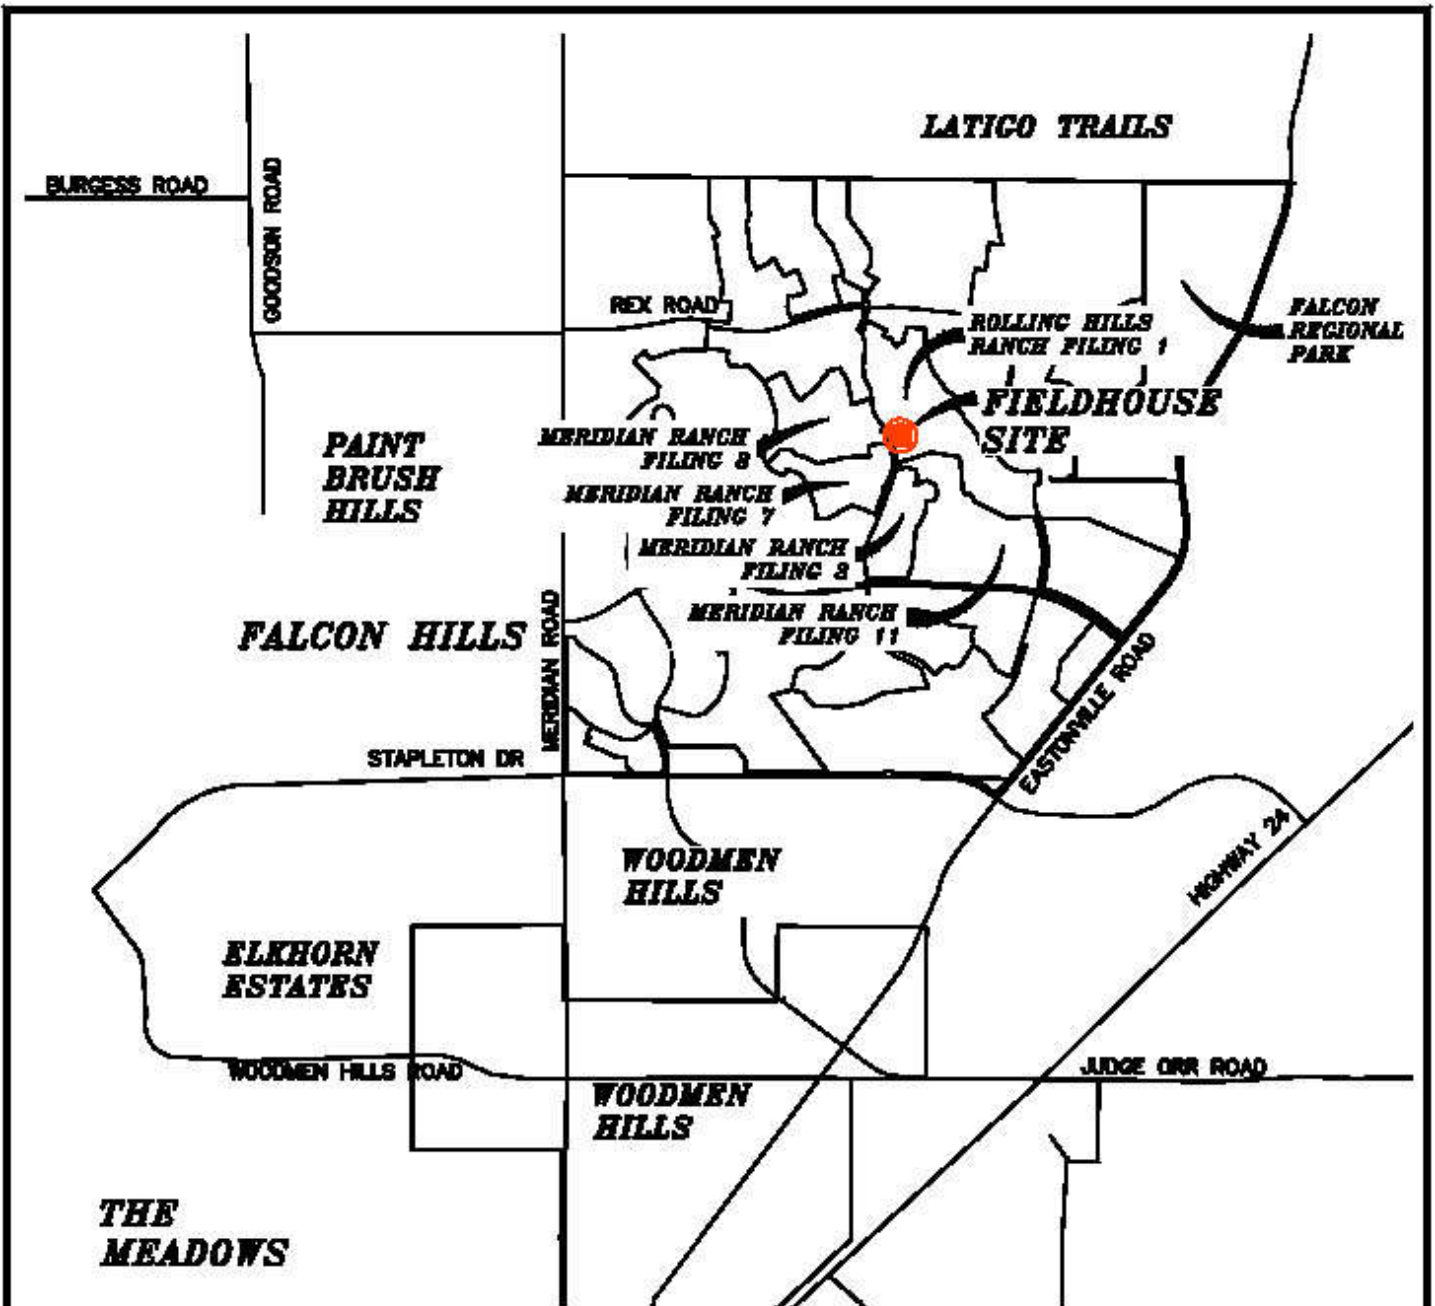 LATIGO TRAILS
BURGESS ROAD
GOODSON ROAD
REX ROAD
ROLLING HILLS
RANCH FILING 1
FALCON
REGIONAL
PARK
FIELDHOUSE
SITE
MERIDIAN RANCH
FILING 8
PAINT
BRUSH
HILLS
MERIDIAN RANCH
FILING 7
MERIDIAN RANCH
FILING 3
MERIDIAN RANCH
FILING 11
FALCON HILLS
MERIDIAN ROAD
EASTONVILLE ROAD
STAPLETON DR
HIGHWAY 24
WOODMEN
HILLS
ELKHORN
ESTATES
WOODMEN HILLS ROAD
JUDGE ORR ROAD
WOODMEN
HILLS
THE
MEADOWS